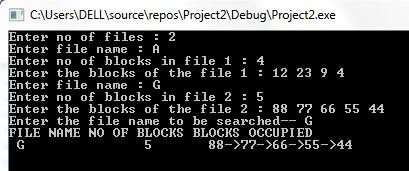 C:\Users\DELL\source\repos\Project2\Debug\Project2.exe
Enter no of files : 2
Enter file name : A
Enter no of blocks in file 1 : 4
Enter the blocks of the file 1 : 12 23 9 4
Enter file name : G
Enter no of blocks in file 2 : 5
Enter the blocks of the file 2 : 88 77 66 55 44
Enter the file name to be searched-- G
FILE NAME NO OF BLOCKS BLOCKS OCCUPIED
G 5 88->77->66->55->44